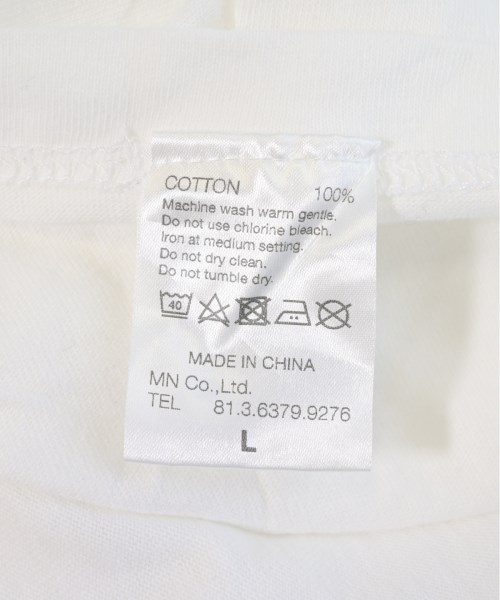 COTTON 100%
Machine wash warm gentle.
Do not use chlorine bleach.
Iron at medium setting.
Do not dry clean.
Do not tumble dry.
40
MADE IN CHINA
MN Co.,Ltd.
TEL 81.3.6379.9276
L